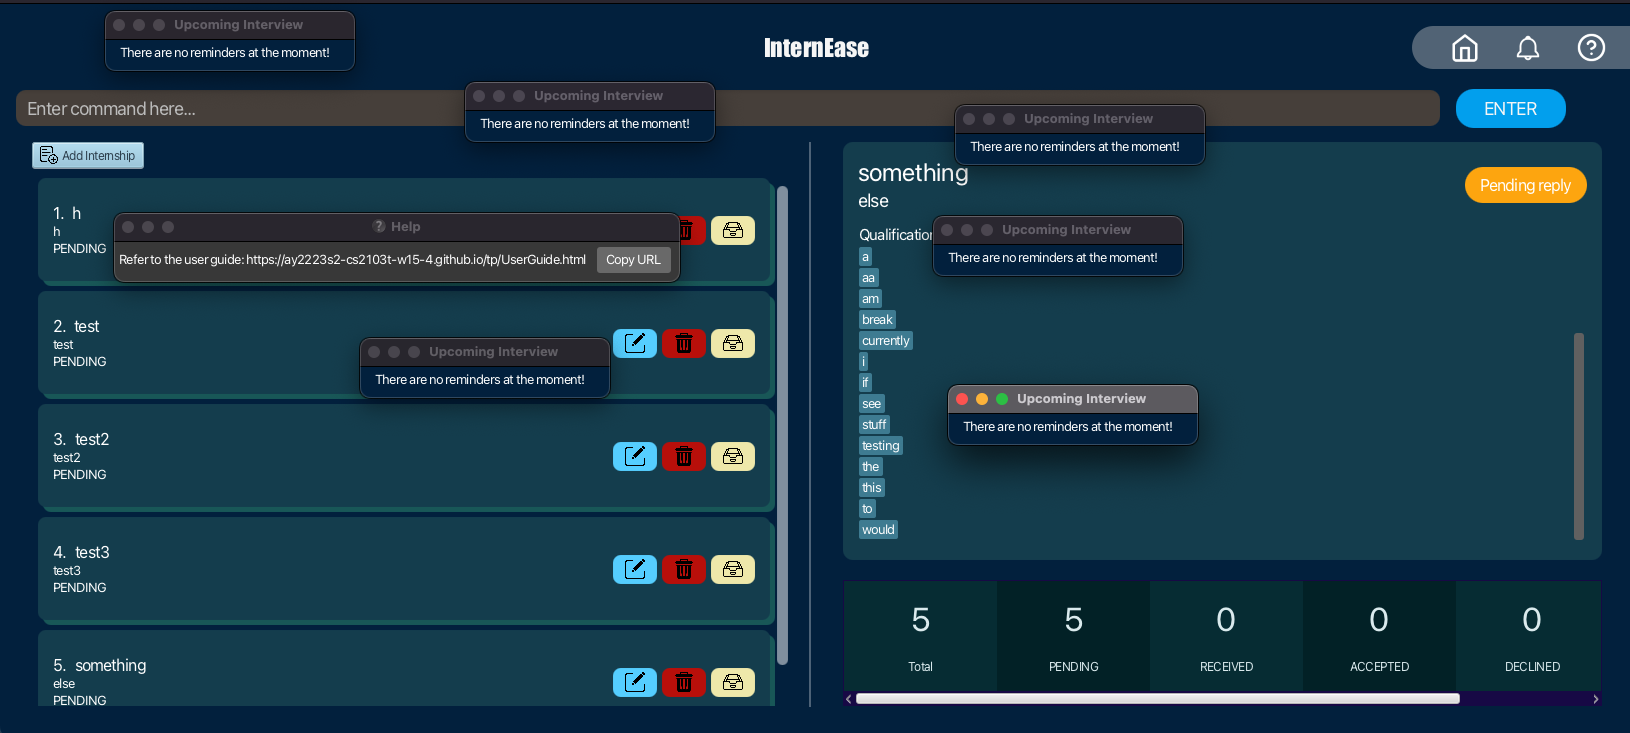 Upcoming Interview
There are no reminders at the moment!
InternEase
Enter command here...
Upcoming Interview
There are no reminders at the moment!
Upcoming Interview
There are no reminders at the moment!
ENTER
Add Internship
1. h
h
PENDING
Help
Refer to the user guide: https://ay2223s2-cs2103t-w15-4.github.io/tp/UserGuide.html
Copy URL
2. test
test
PENDING
Upcoming Interview
There are no reminders at the moment!
3. test2
test2
PENDING
4. test3
test3
PENDING
5. something
else
PENDING
something
else
Pending reply
Upcoming Interview
There are no reminders at the moment!
a
aa
am
break
currently
i
if
see
stuff
testing
the
this
to
would
Upcoming Interview
There are no reminders at the moment!
5 5 0 0 0
Total PENDING RECEIVED ACCEPTED DECLINED